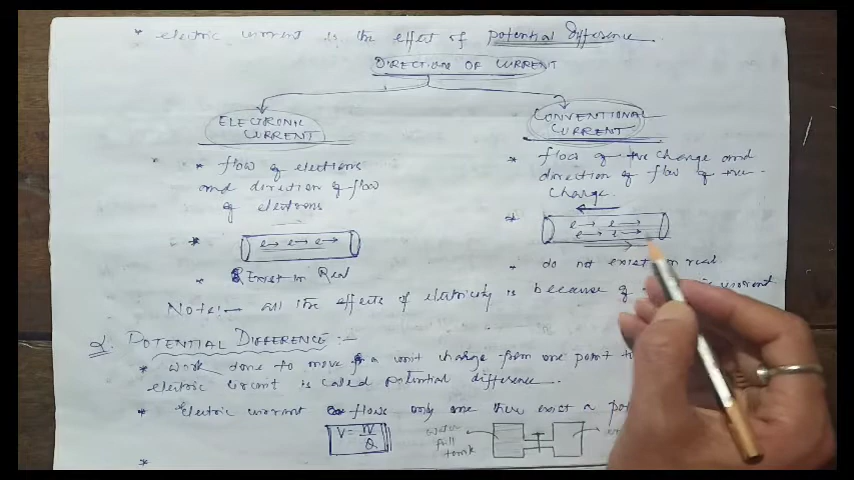 * electric current is the effect of potential difference.
DIRECTION OF CURRENT
ELECTRONIC
CURRENT
* flow of electrons
and direction of flow
of electrons
* e→ e→ e→
* Exist in Real
CONVENTIONAL
CURRENT
* flow of +ve charge and
direction of flow of +ve
charge.
* e→ e→
e→ e→
* do not exist in real
Note:- all the effects of electricity is because of current
2. POTENTIAL DIFFERENCE :-
* Work done to move a unit charge from one point
electric circuit is called potential difference.
* electric current flows only one there exist a
V = W/Q
water
full
tank
*